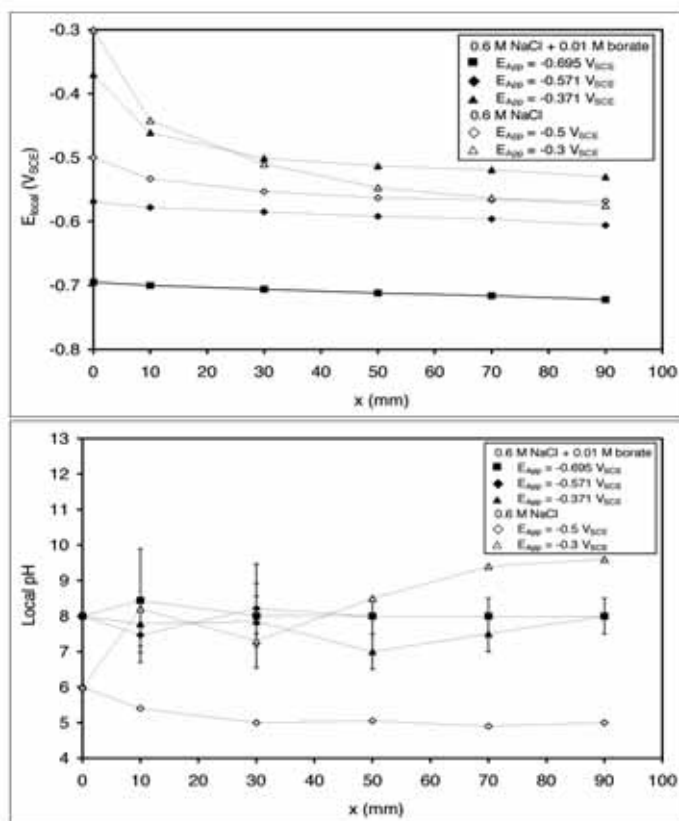 -0.3
0.6 M NaCl + 0.01 M borate
E_App = -0.695 V_SCE
E_App = -0.571 V_SCE
E_App = -0.371 V_SCE
0.6 M NaCl
E_App = -0.5 V_SCE
E_App = -0.3 V_SCE
-0.4
-0.5
-0.6
-0.7
-0.8
E_local (V_SCE)
0 10 20 30 40 50 60 70 80 90 100
x (mm)
13
12
11
10
9
8
7
6
5
4
Local pH
0.6 M NaCl + 0.01 M borate
E_App = -0.695 V_SCE
E_App = -0.571 V_SCE
E_App = -0.371 V_SCE
0.6 M NaCl
E_App = -0.5 V_SCE
E_App = -0.3 V_SCE
0 10 20 30 40 50 60 70 80 90 100
x (mm)